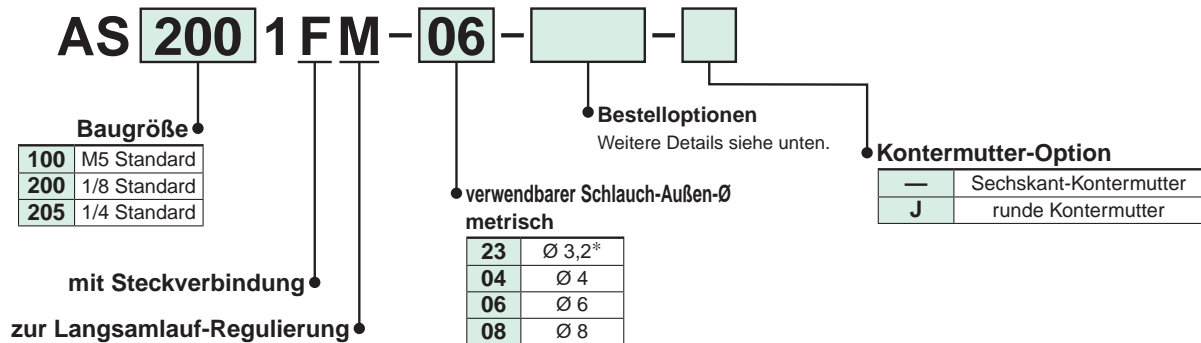 AS 200 1 F M – 06 – –
Baugröße
100 M5 Standard
200 1/8 Standard
205 1/4 Standard
mit Steckverbindung
zur Langsamlauf-Regulierung
verwendbarer Schlauch-Außen-Ø
metrisch
23 Ø 3,2*
04 Ø 4
06 Ø 6
08 Ø 8
Bestelloptionen
Weitere Details siehe unten.
Kontermutter-Option
— Sechskant-Kontermutter
J runde Kontermutter